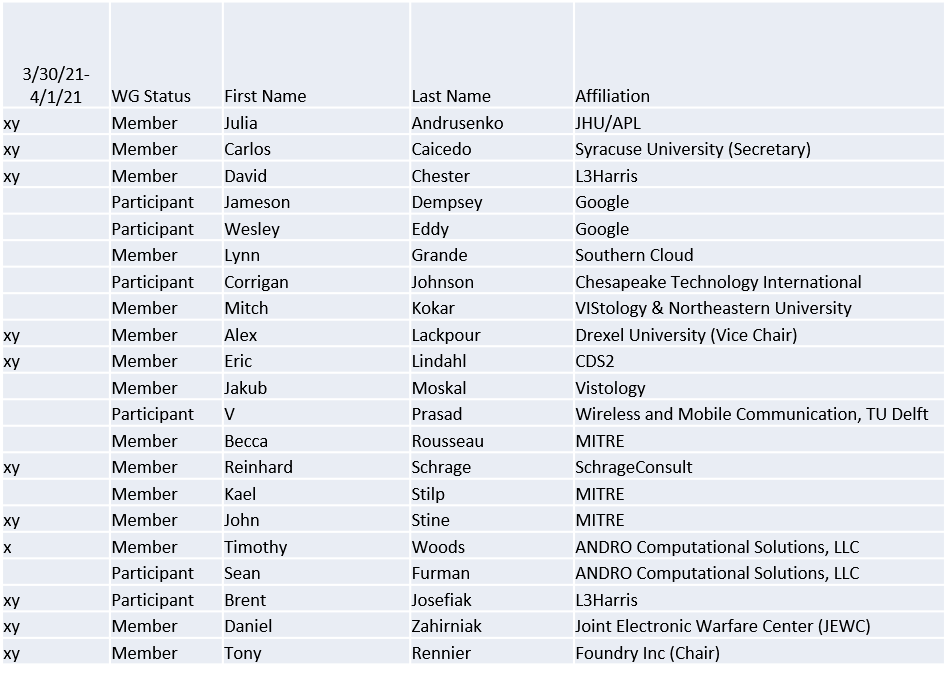 3/30/21-
4/1/21 WG Status First Name Last Name Affiliation
xy Member Julia Andrusenko JHU/APL
xy Member Carlos Caicedo Syracuse University (Secretary)
xy Member David Chester L3Harris
Participant Jameson Dempsey Google
Participant Wesley Eddy Google
Member Lynn Grande Southern Cloud
Participant Corrigan Johnson Chesapeake Technology International
Member Mitch Kokar VIStology & Northeastern University
xy Member Alex Lackpour Drexel University (Vice Chair)
xy Member Eric Lindahl CDS2
Member Jakub Moskal Vistology
Participant V Prasad Wireless and Mobile Communication, TU Delft
Member Becca Rousseau MITRE
xy Member Reinhard Schrage SchrageConsult
Member Kael Stilp MITRE
xy Member John Stine MITRE
x Member Timothy Woods ANDRO Computational Solutions, LLC
Participant Sean Furman ANDRO Computational Solutions, LLC
xy Participant Brent Josefiak L3Harris
xy Member Daniel Zahirniak Joint Electronic Warfare Center (JEWC)
xy Member Tony Rennier Foundry Inc (Chair)